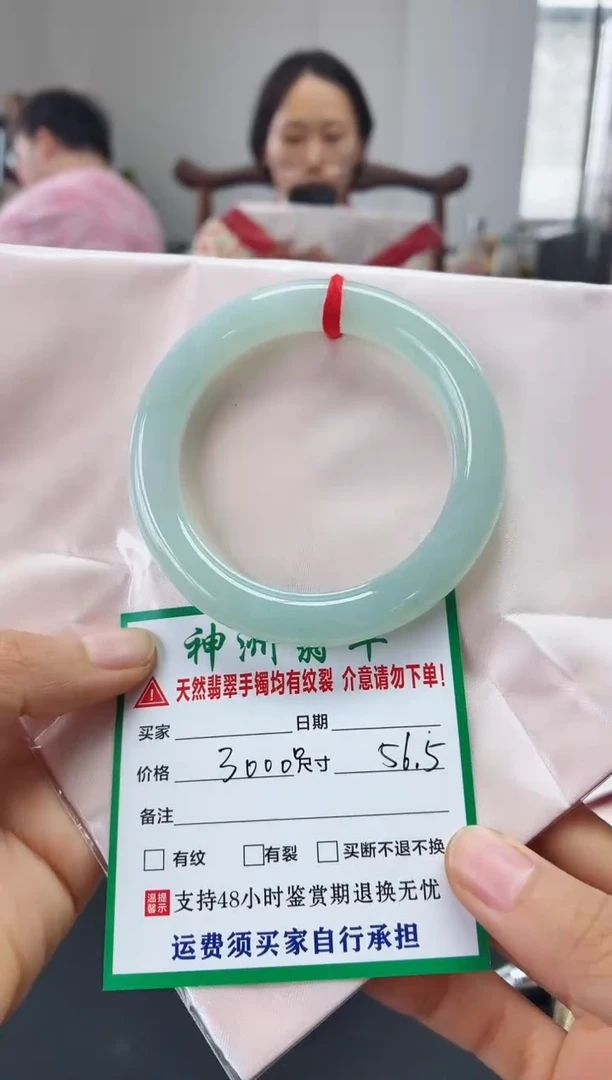 神洲翡
天然翡翠手镯均有纹裂 介意请勿下单!
买家 日期
价格 3000 尺寸 56.5
备注
有纹 有裂 买断不退不换
温馨提示 支持48小时鉴赏期退换无忧
运费须买家自行承担